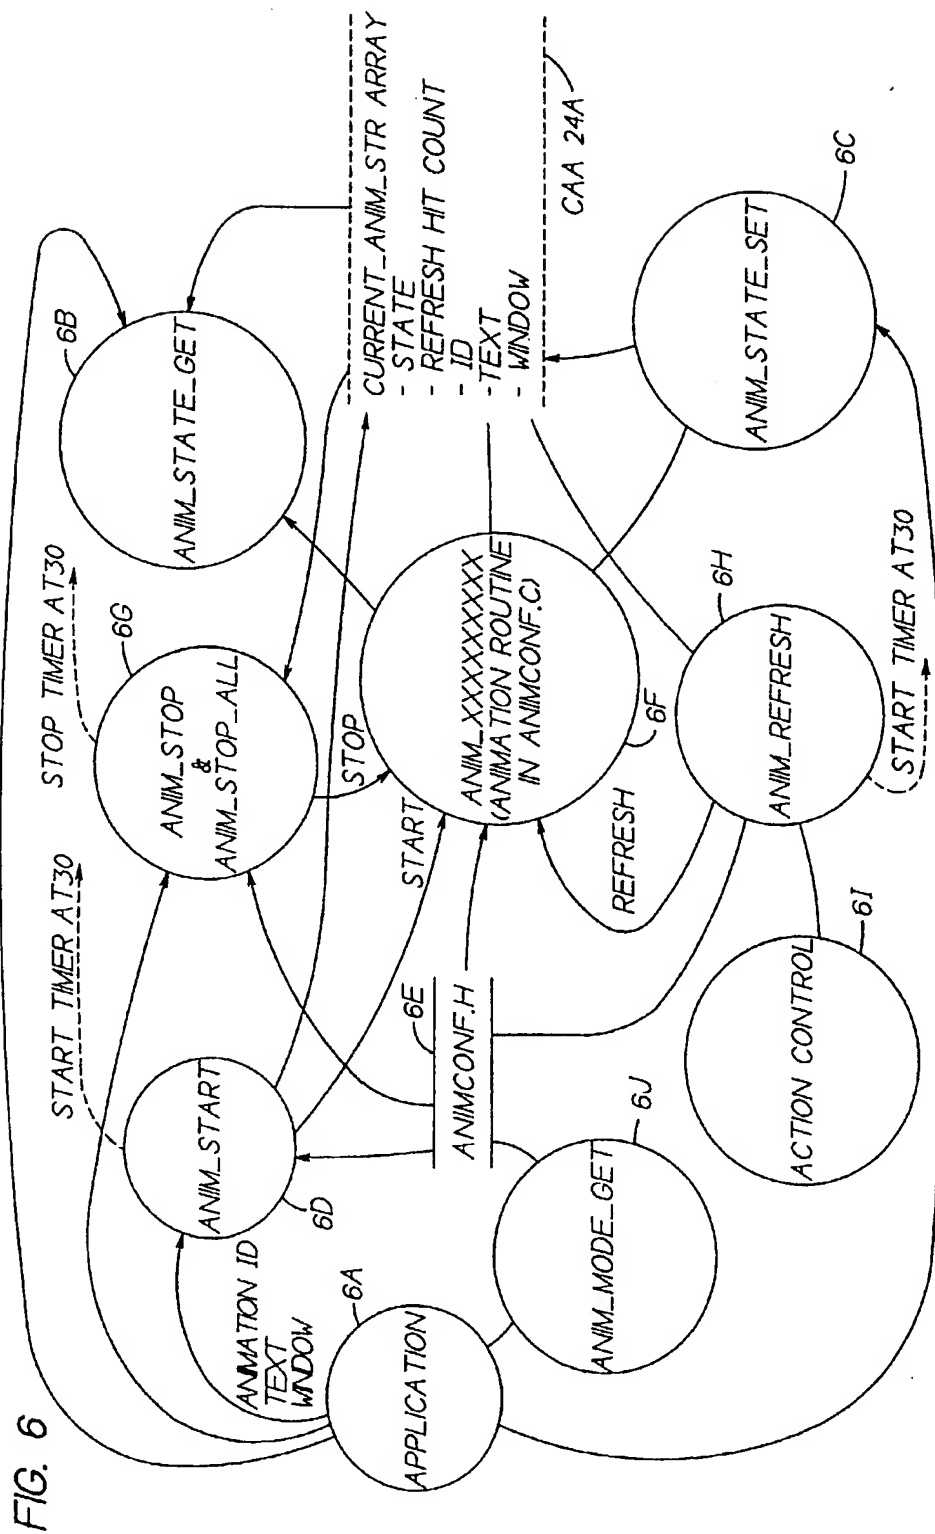 FIG. 6
START TIMER AT30
STOP TIMER AT30
6G
6B
ANIM_STATE_GET
ANIM_STOP
&
ANIM_STOP_ALL
ANIM_START
6D
STOP
START
ANIMATION ID
TEXT
WINDOW
6A
APPLICATION
6E
ANIMCONF.H
ANIM_XXXXXXXXXX
(ANIMATION ROUTINE
IN ANIMCONF.C)
6F
CURRENT_ANIM_STR ARRAY
- STATE
- REFRESH HIT COUNT
- ID
- TEXT
- WINDOW
CAA 24A
ANIM_MODE_GET
6J
REFRESH
ANIM_REFRESH
6H
ANIM_STATE_SET
6C
ACTION CONTROL
6I
START TIMER AT30